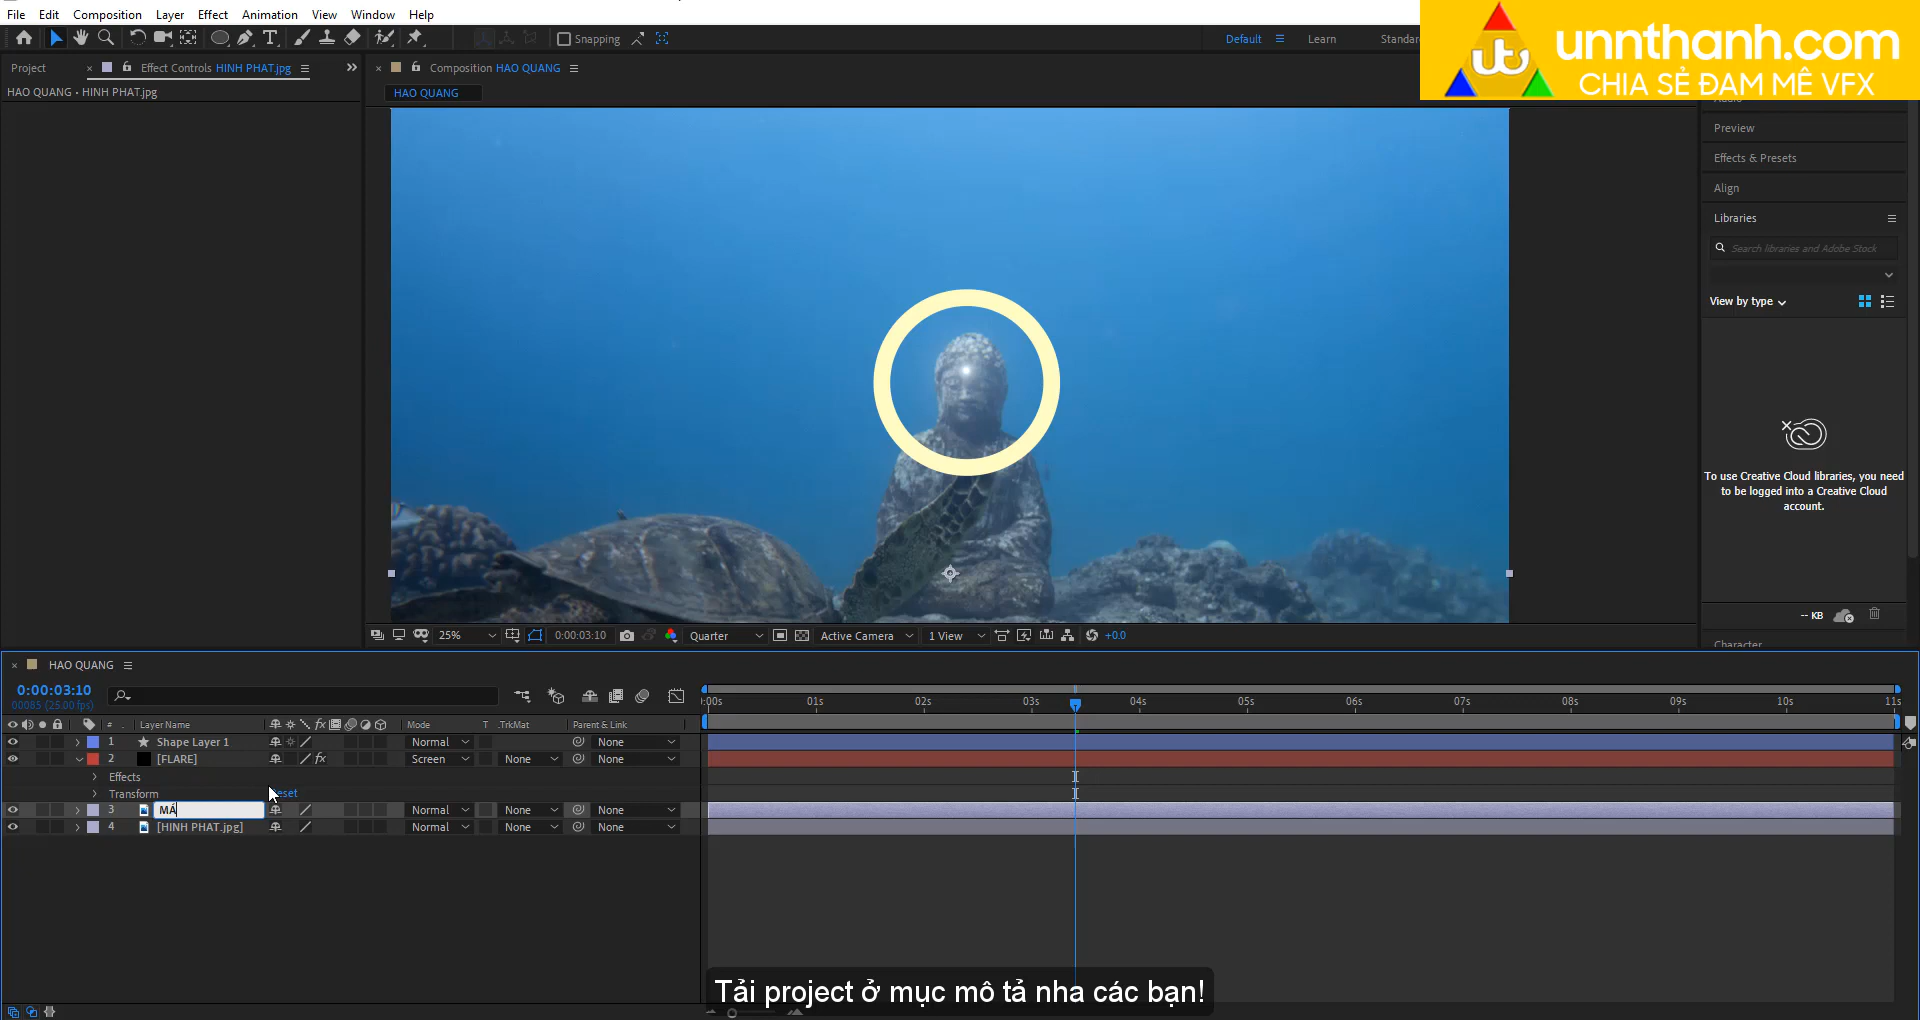 File Edit Composition Layer Effect Animation View Window Help
Snapping
Default Learn Standar
unnthanh.com
CHIA SẺ ĐAM MÊ VFX
Project × Effect Controls HINH PHAT.jpg
× Composition HAO QUANG
HAO QUANG • HINH PHAT.jpg
HAO QUANG
Audio
Preview
Effects & Presets
Align
Libraries
Search libraries and Adobe Stock
View by type
To use Creative Cloud libraries, you need
to be logged into a Creative Cloud
account.
-- KB
Character
25% 0:00:03:10 Quarter Active Camera 1 View +0.0
× HAO QUANG
0:00:03:10
00085 (25.00 fps)
:00s 01s 02s 03s 04s 05s 06s 07s 08s 09s 10s 11s
# Layer Name fx Mode T .TrkMat Parent & Link
1 Shape Layer 1 Normal None
2 [FLARE] fx Screen None None
Effects
Transform eset
3 MÁ Normal None None
4 [HINH PHAT.jpg] Normal None None
Tải project ở mục mô tả nha các bạn!